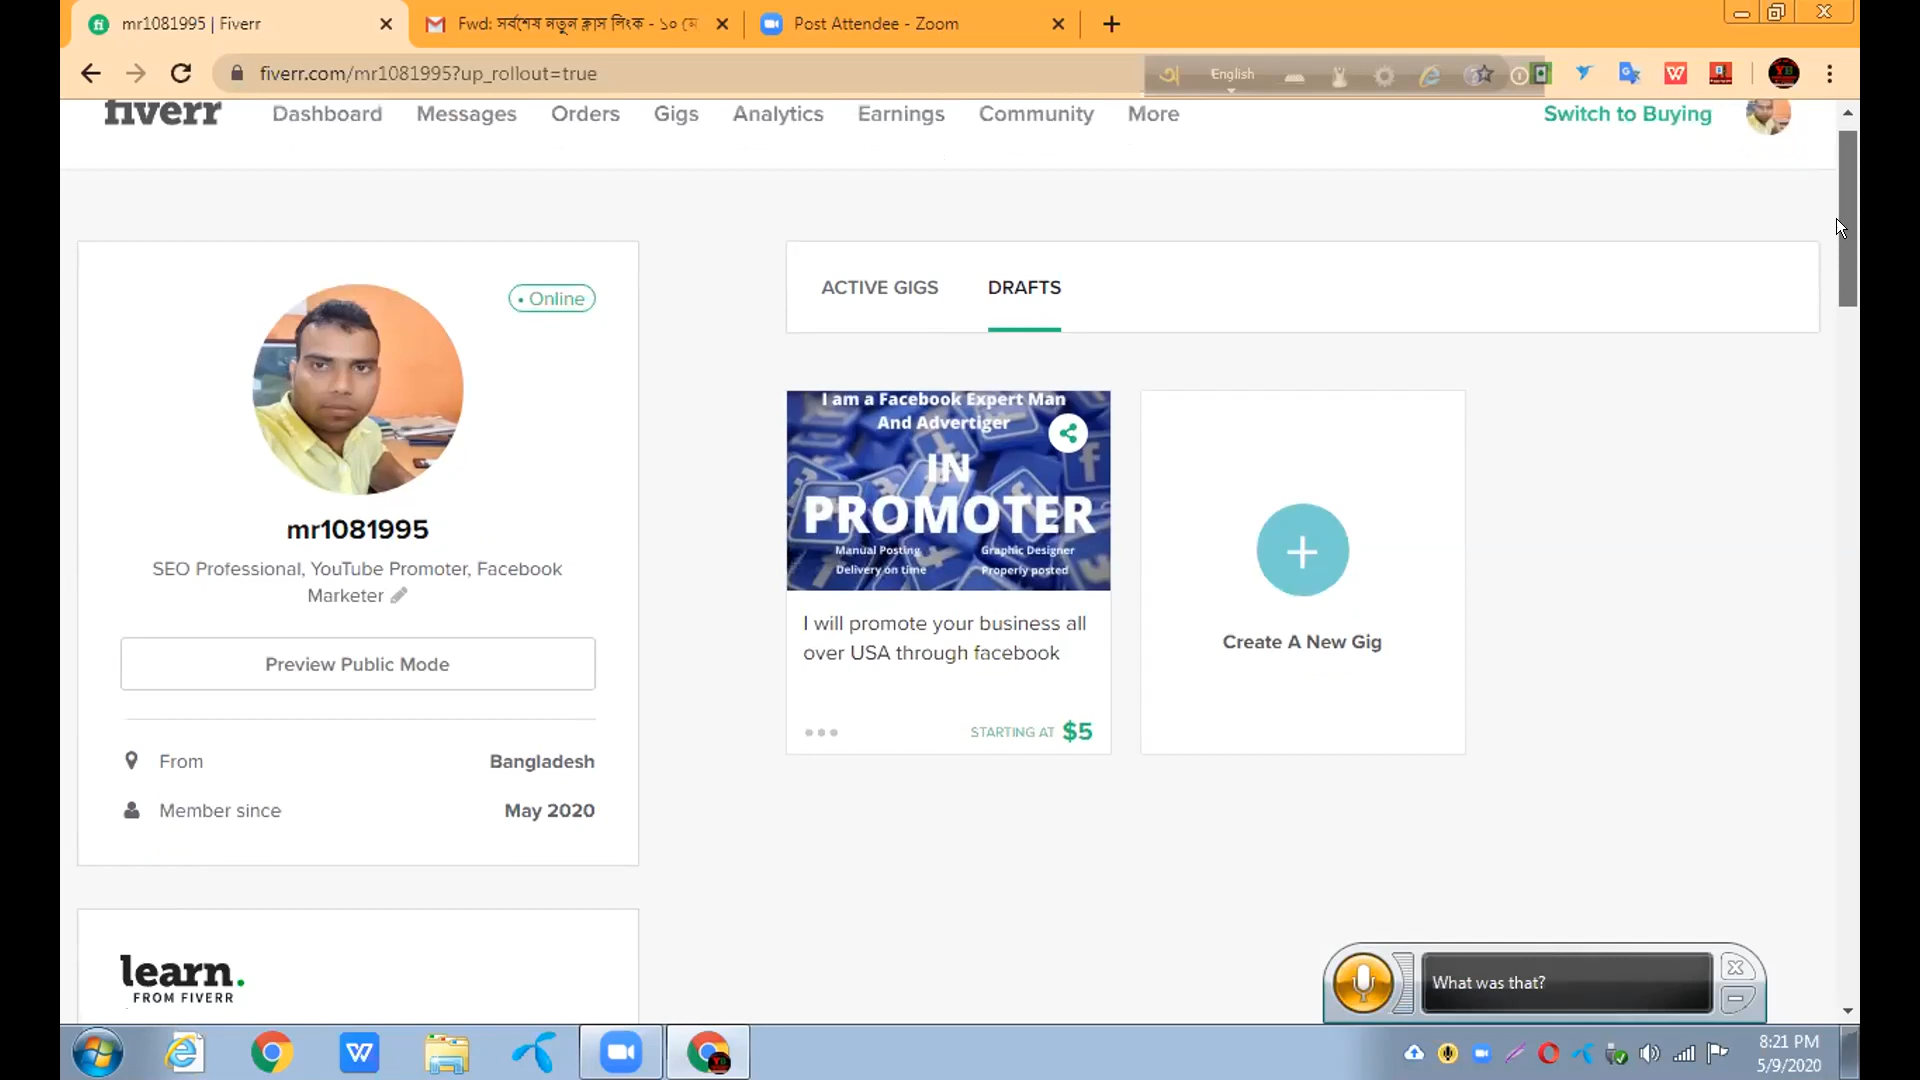 mr1081995 | Fiverr
Fwd: সর্বশেষ নতুন ক্লাস লিংক - ১০ মে
Post Attendee - Zoom
fiverr.com/mr1081995?up_rollout=true
অ
English
fiverr
Dashboard
Messages
Orders
Gigs
Analytics
Earnings
Community
More
Switch to Buying
• Online
mr1081995
SEO Professional, YouTube Promoter, Facebook
Marketer
Preview Public Mode
From
Bangladesh
Member since
May 2020
learn.
FROM FIVERR
ACTIVE GIGS
DRAFTS
I am a Facebook Expert Man
And Advertiger
IN
PROMOTER
Manual Posting
Graphic Designer
Delivery on time
Properly posted
I will promote your business all
over USA through facebook
STARTING AT $5
Create A New Gig
What was that?
8:21 PM
5/9/2020